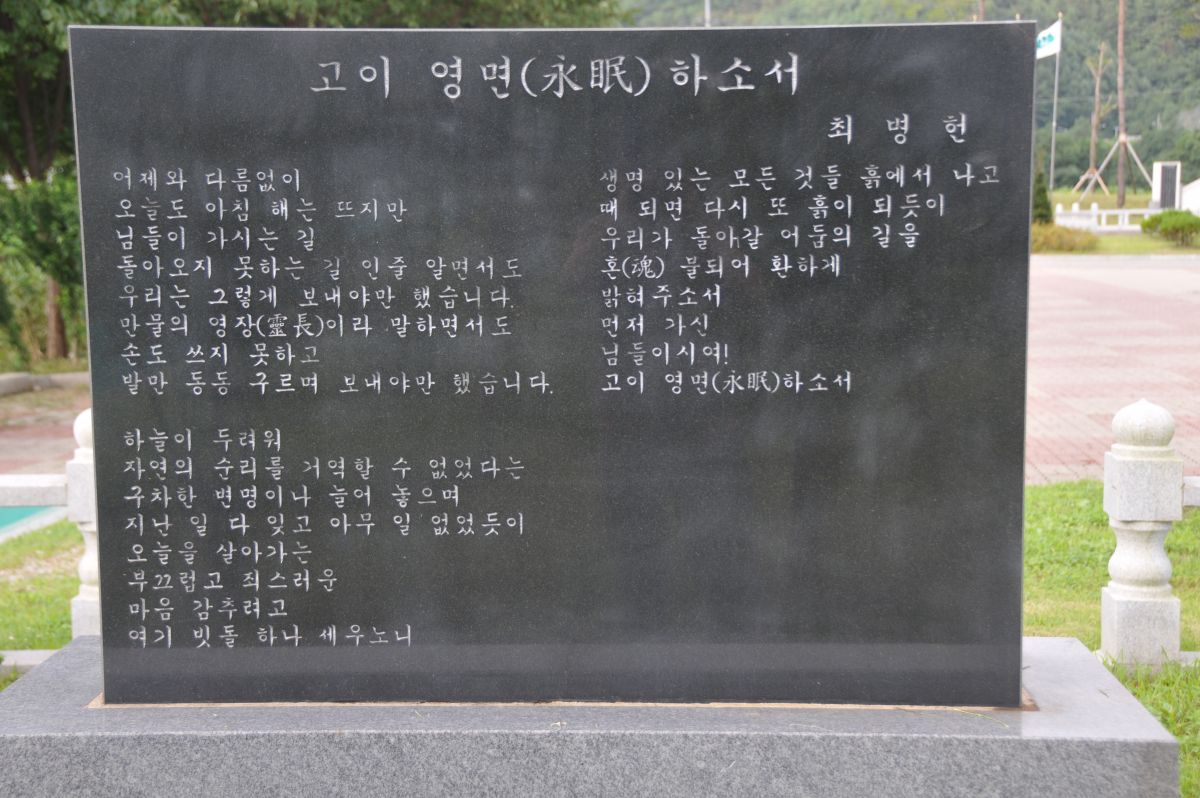 고이 영면(永眠)하소서
최 병 헌
어제와 다름없이
오늘도 아침 해는 뜨지만
님들이 가시는 길
돌아오지 못하는 길 인줄 알면서도
우리는 그렇게 보내야만 했습니다.
만물의 영장(靈長)이라 말하면서도
손도 쓰지 못하고
발만 동동 구르며 보내야만 했습니다.
하늘이 두려워
자연의 순리를 거역할 수 없었다는
구차한 변명이나 늘어 놓으며
지난 일 다 잊고 아무 일 없었듯이
오늘을 살아가는
부끄럽고 죄스러운
마음 감추려고
여기 빗돌 하나 세우노니
생명 있는 모든 것들 흙에서 나고
때 되면 다시 또 흙이 되듯이
우리가 돌아갈 어둠의 길을
혼(魂) 불되어 환하게
밝혀주소서
먼저 가신
님들이시여!
고이 영면(永眠)하소서